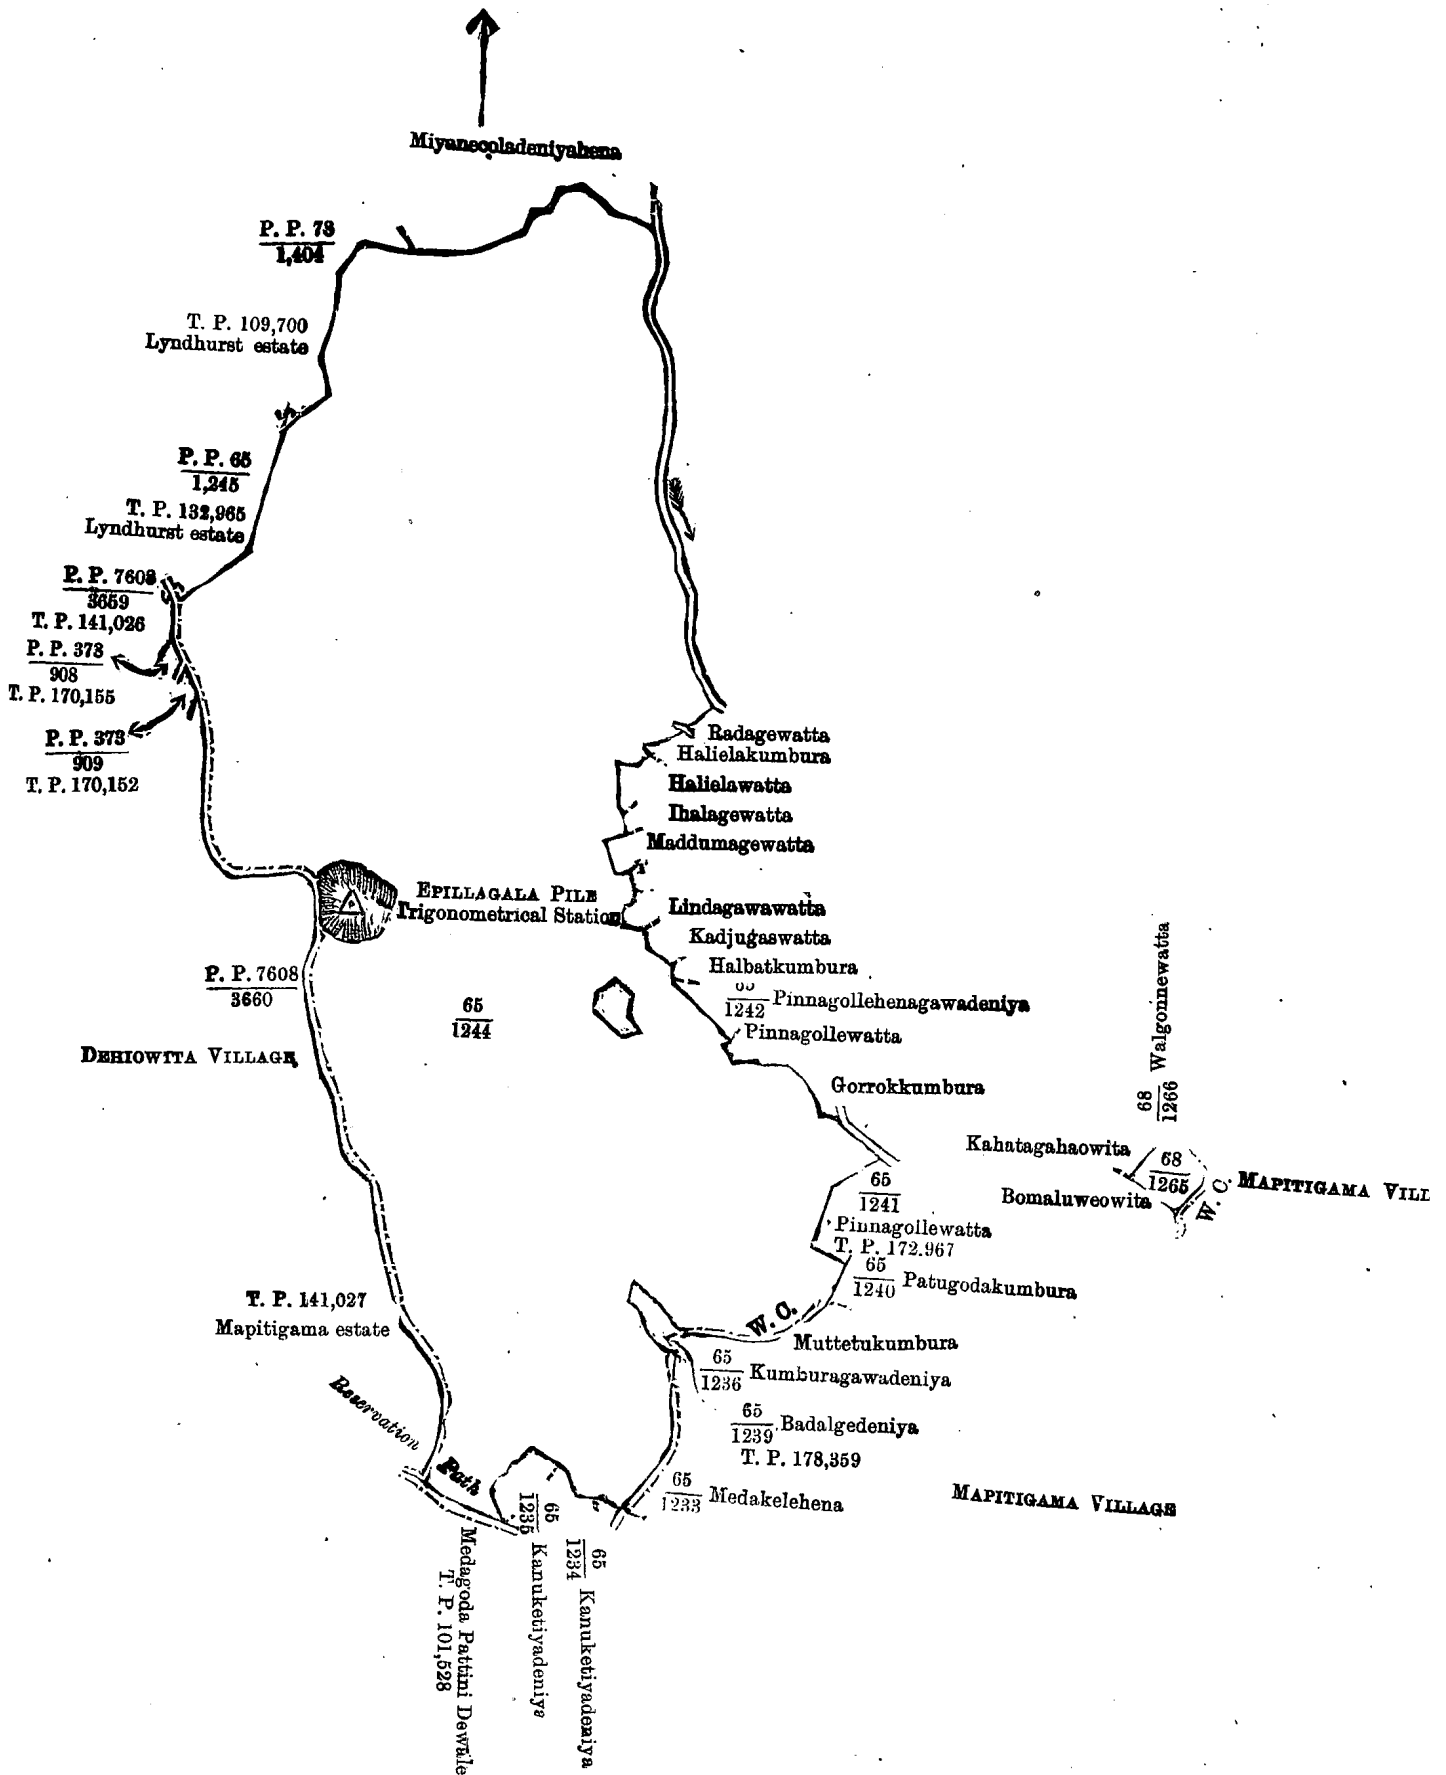 Miyanecoladeniyahena
P. P. 73
1,404
T. P. 109,700
Lyndhurst estate
P. P. 65
1,245
T. P. 132,965
Lyndhurst estate
P. P. 7608
3659
T. P. 141,026
P. P. 373
908
T. P. 170,155
P. P. 373
909
T. P. 170,152
Radagewatta
Halielakumbura
Halielawatta
Ihalagewatta
Maddumagewatta
EPILLAGALA PILE
Trigonometrical Station
Lindagawawatta
Kadjugaswatta
Halbatkumbura
P. P. 7608
3660
65
1244
1242 Pinnagollehenagawadeniya
Pinnagollewatta
DEHIOWITA VILLAGE
Gorrokkumbura
68
1266 Walgonnewatta
Kahatagahaowita
68
1265
Bomaluweowita
W. C.
MAPITIGAMA VILL
65
1241
Pinnagollewatta
T. P. 172.967
65
1240 Patugodakumbura
T. P. 141,027
Mapitigama estate
W. C.
Muttetukumbura
65
1236 Kumburagawadeniya
Reservation Path
65
1239 Badalgedeniya
T. P. 178,359
65
1233 Medakelehena
MAPITIGAMA VILLAGE
65
1235 Kanuketiyadeniya
65
1234 Kanuketiyadeniya
Medagoda Pattini Dewale
T. P. 101,528